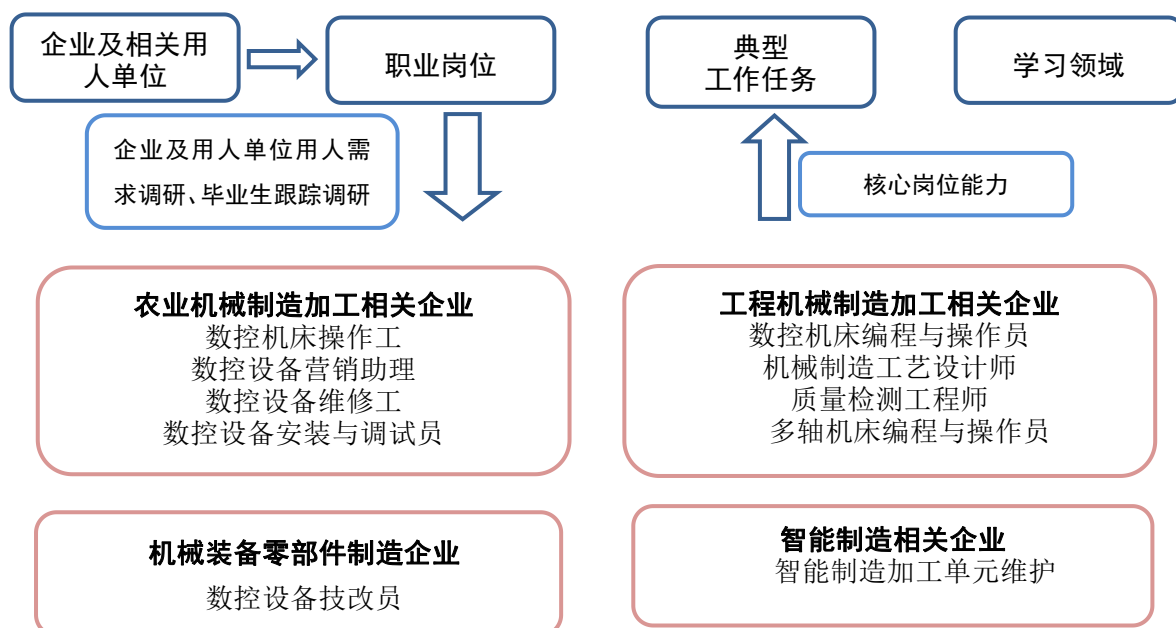 企业及相关用
人单位
职业岗位
典型
工作任务
学习领域
企业及用人单位用人需
求调研、毕业生跟踪调研
核心岗位能力
农业机械制造加工相关企业
数控机床操作工
数控设备营销助理
数控设备维修工
数控设备安装与调试员
工程机械制造加工相关企业
数控机床编程与操作员
机械制造工艺设计师
质量检测工程师
多轴机床编程与操作员
机械装备零部件制造企业
数控设备技改员
智能制造相关企业
智能制造加工单元维护